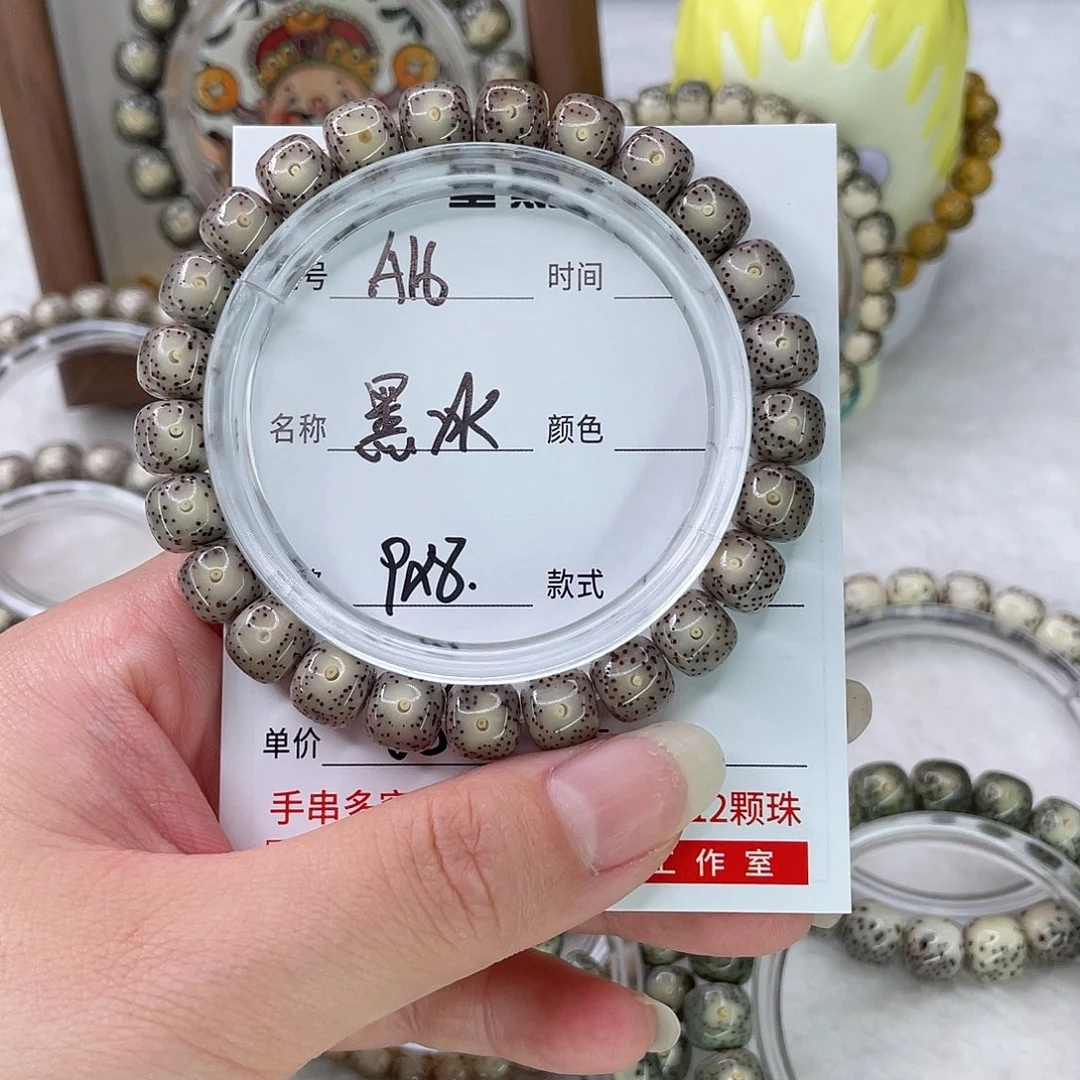 号 A16 时间
名称 黑冰 颜色
9x8. 款式
单价
手串多 12颗珠
工作室